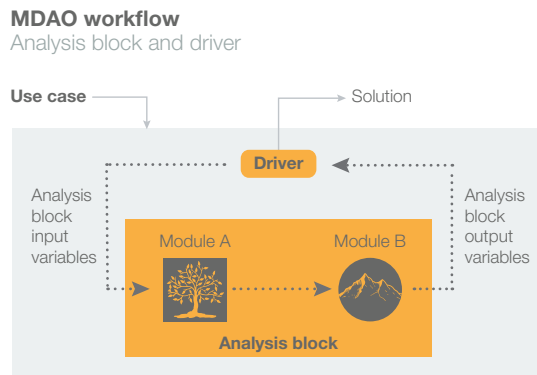 MDAO workflow
Analysis block and driver
Use case
Solution
Driver
Analysis
block
input
variables
Analysis
block
output
variables
Module A
Module B
Analysis block